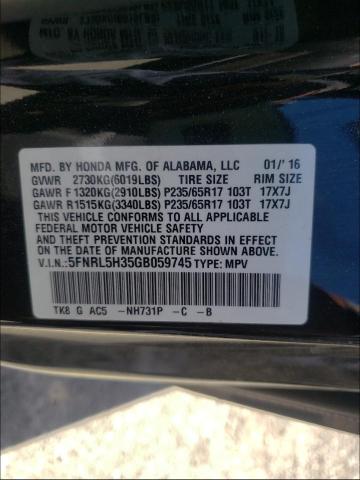 MFD. BY HONDA MFG. OF ALABAMA, LLC 01/'16
GVWR 2730KG(6019LBS) TIRE SIZE RIM SIZE
GAWR F 1320KG(2910LBS) P235/65R17 103T 17X7J
GAWR R 1515KG(3340LBS) P235/65R17 103T 17X7J
THIS VEHICLE CONFORMS TO ALL APPLICABLE
FEDERAL MOTOR VEHICLE SAFETY AND
THEFT PREVENTION STANDARDS IN EFFECT ON
THE DATE OF MANUFACTURE SHOWN ABOVE.
V.I.N.:5FNRL5H35GB059745 TYPE: MPV
TK8 G AC5 -NH731P -C -B